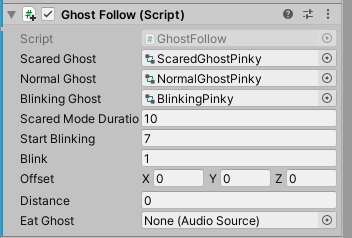 Ghost Follow (Script)
Script GhostFollow
Scared Ghost ScaredGhostPinky
Normal Ghost NormalGhostPinky
Blinking Ghost BlinkingPinky
Scared Mode Duratio 10
Start Blinking 7
Blink 1
Offset X 0 Y 0 Z 0
Distance 0
Eat Ghost None (Audio Source)